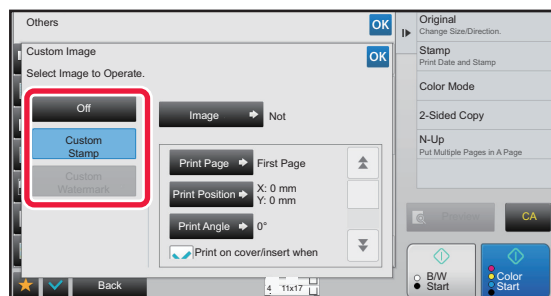 Others
OK
Custom Image
OK
Select Image to Operate.
Off
Custom
Stamp
Custom
Watermark
Image
Not
Print Page
First Page
Print Position
X: 0 mm
Y: 0 mm
Print Angle
0°
Print on cover/insert when
Back
4 11x17
Original
Change Size/Direction.
Stamp
Print Date and Stamp
Color Mode
2-Sided Copy
N-Up
Put Multiple Pages in A Page
Preview
CA
B/W
Start
Color
Start